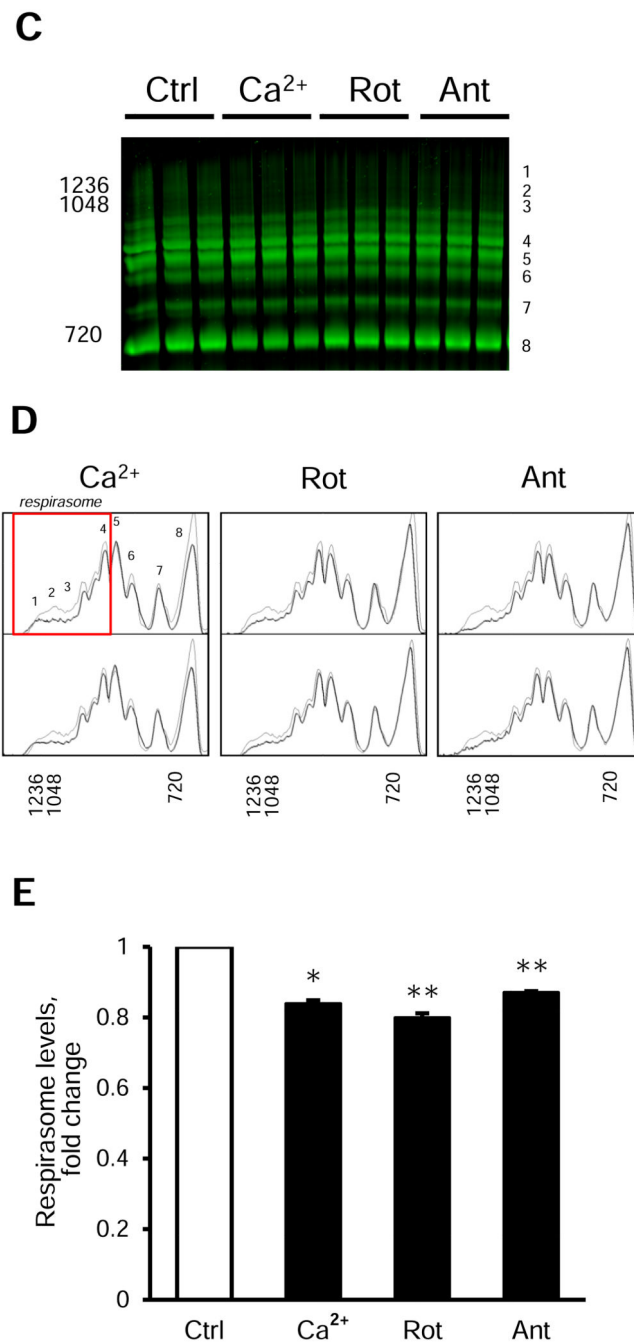 C
Ctrl Ca²⁺ Rot Ant
1236
1048
720
1
2
3
4
5
6
7
8
D
Ca²⁺ Rot Ant
respirasome
1 2 3 4 5 6 7 8
1236 1048 720 1236 1048 720 1236 1048 720
E
Respirasome levels,
fold change
1
0.8
0.6
0.4
0.2
0
* ** **
Ctrl Ca²⁺ Rot Ant